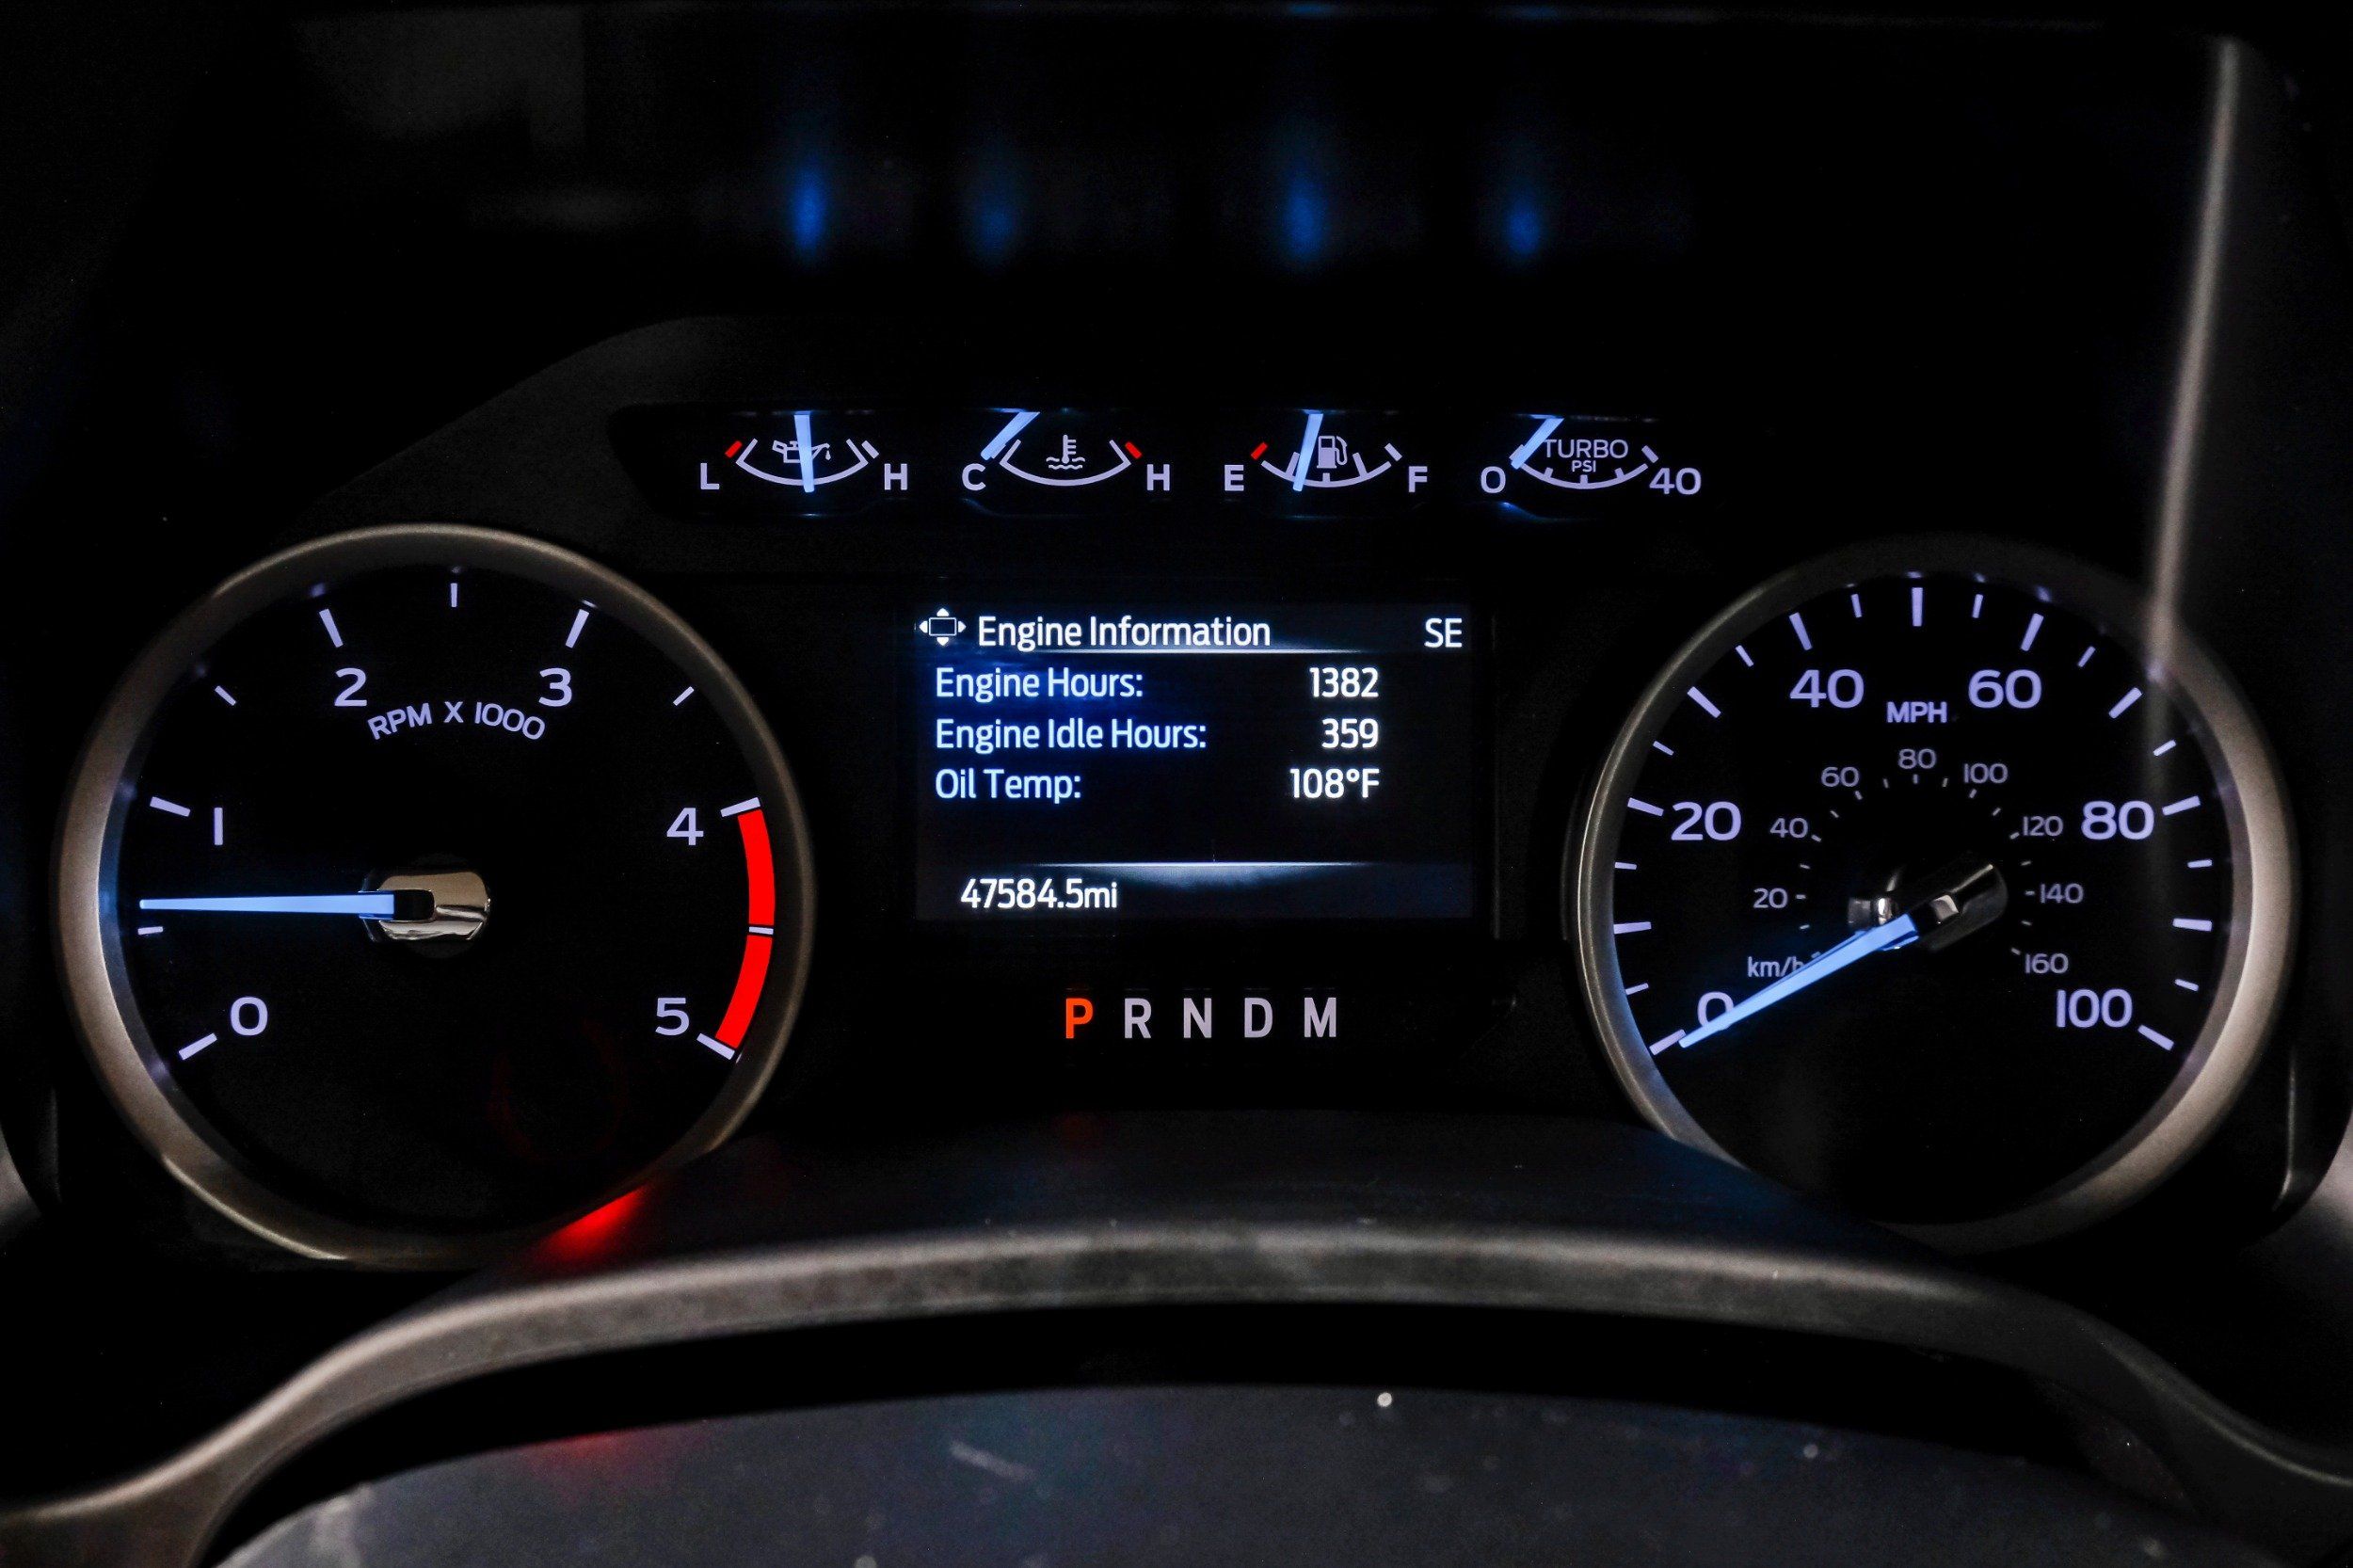 L H
C H
E F
TURBO
PSI
0 40
0 1 2 3 4 5
RPM X 1000
Engine Information SE
Engine Hours: 1382
Engine Idle Hours: 359
Oil Temp: 108°F
47584.5mi
P R N D M
0 20 40 60 80 100
MPH
20 40 60 80 100 120 140 160
km/h